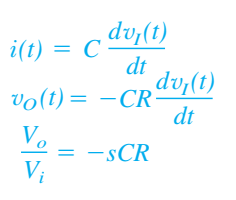 i(t) = C dv_I(t)/dt
v_O(t) = −CR dv_I(t)/dt
V_o/V_i = −sCR